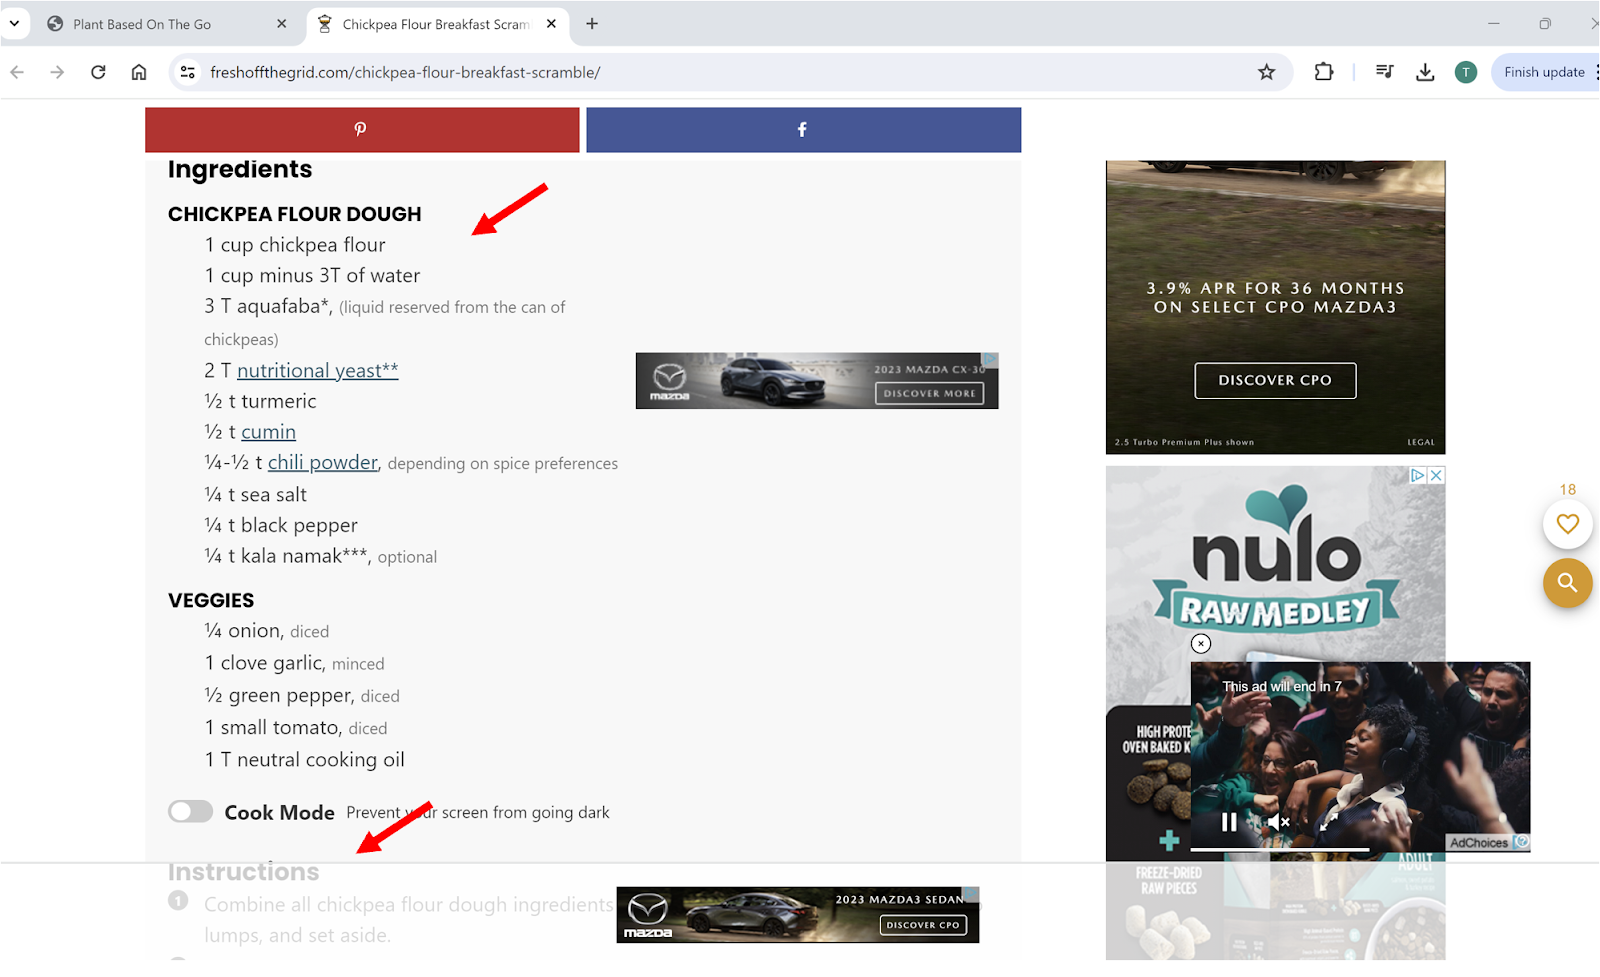 Plant Based On The Go
Chickpea Flour Breakfast Scram
freshoffthegrid.com/chickpea-flour-breakfast-scramble/
T
Finish update
Ingredients
CHICKPEA FLOUR DOUGH
1 cup chickpea flour
1 cup minus 3T of water
3 T aquafaba*, (liquid reserved from the can of
chickpeas)
2 T nutritional yeast**
½ t turmeric
½ t cumin
¼-½ t chili powder, depending on spice preferences
¼ t sea salt
¼ t black pepper
¼ t kala namak***, optional
VEGGIES
¼ onion, diced
1 clove garlic, minced
½ green pepper, diced
1 small tomato, diced
1 T neutral cooking oil
Cook Mode Prevent your screen from going dark
Instructions
1 Combine all chickpea flour dough ingredients
lumps, and set aside.
mazda
2023 MAZDA CX-30
DISCOVER MORE
mazda
2023 MAZDA3 SEDAN
DISCOVER CPO
3.9% APR FOR 36 MONTHS
ON SELECT CPO MAZDA3
DISCOVER CPO
2.5 Turbo Premium Plus shown
LEGAL
nulo
RAW MEDLEY
This ad will end in 7
HIGH PROTE
OVEN BAKED K
AdChoices
FREEZE-DRIED
RAW PIECES
ADULT
18